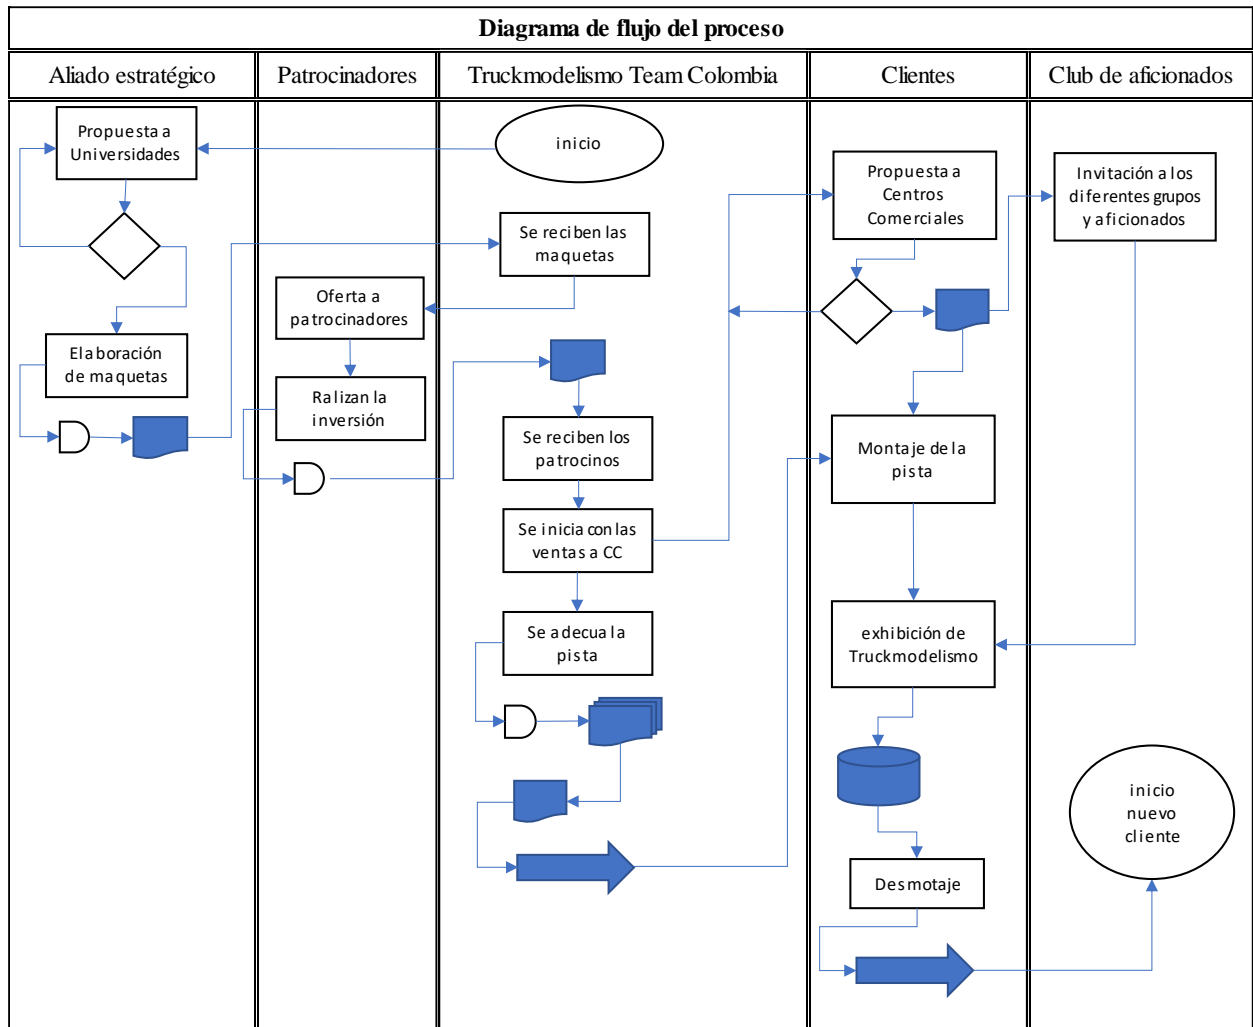 Diagrama de flujo del proceso
Aliado estratégico
Patrocinadores
Truckmodelismo Team Colombia
Clientes
Club de aficionados
Propuesta a
Universidades
Elaboración
de maquetas
Oferta a
patrocinadores
Ralizan la
inversión
inicio
Se reciben las
maquetas
Se reciben los
patrocinos
Se inicia con las
ventas a CC
Se adecua la
pista
Propuesta a
Centros
Comerciales
Montaje de la
pista
exhibición de
Truckmodelismo
Desmotaje
Invitación a los
diferentes grupos
y aficionados
inicio
nuevo
cliente